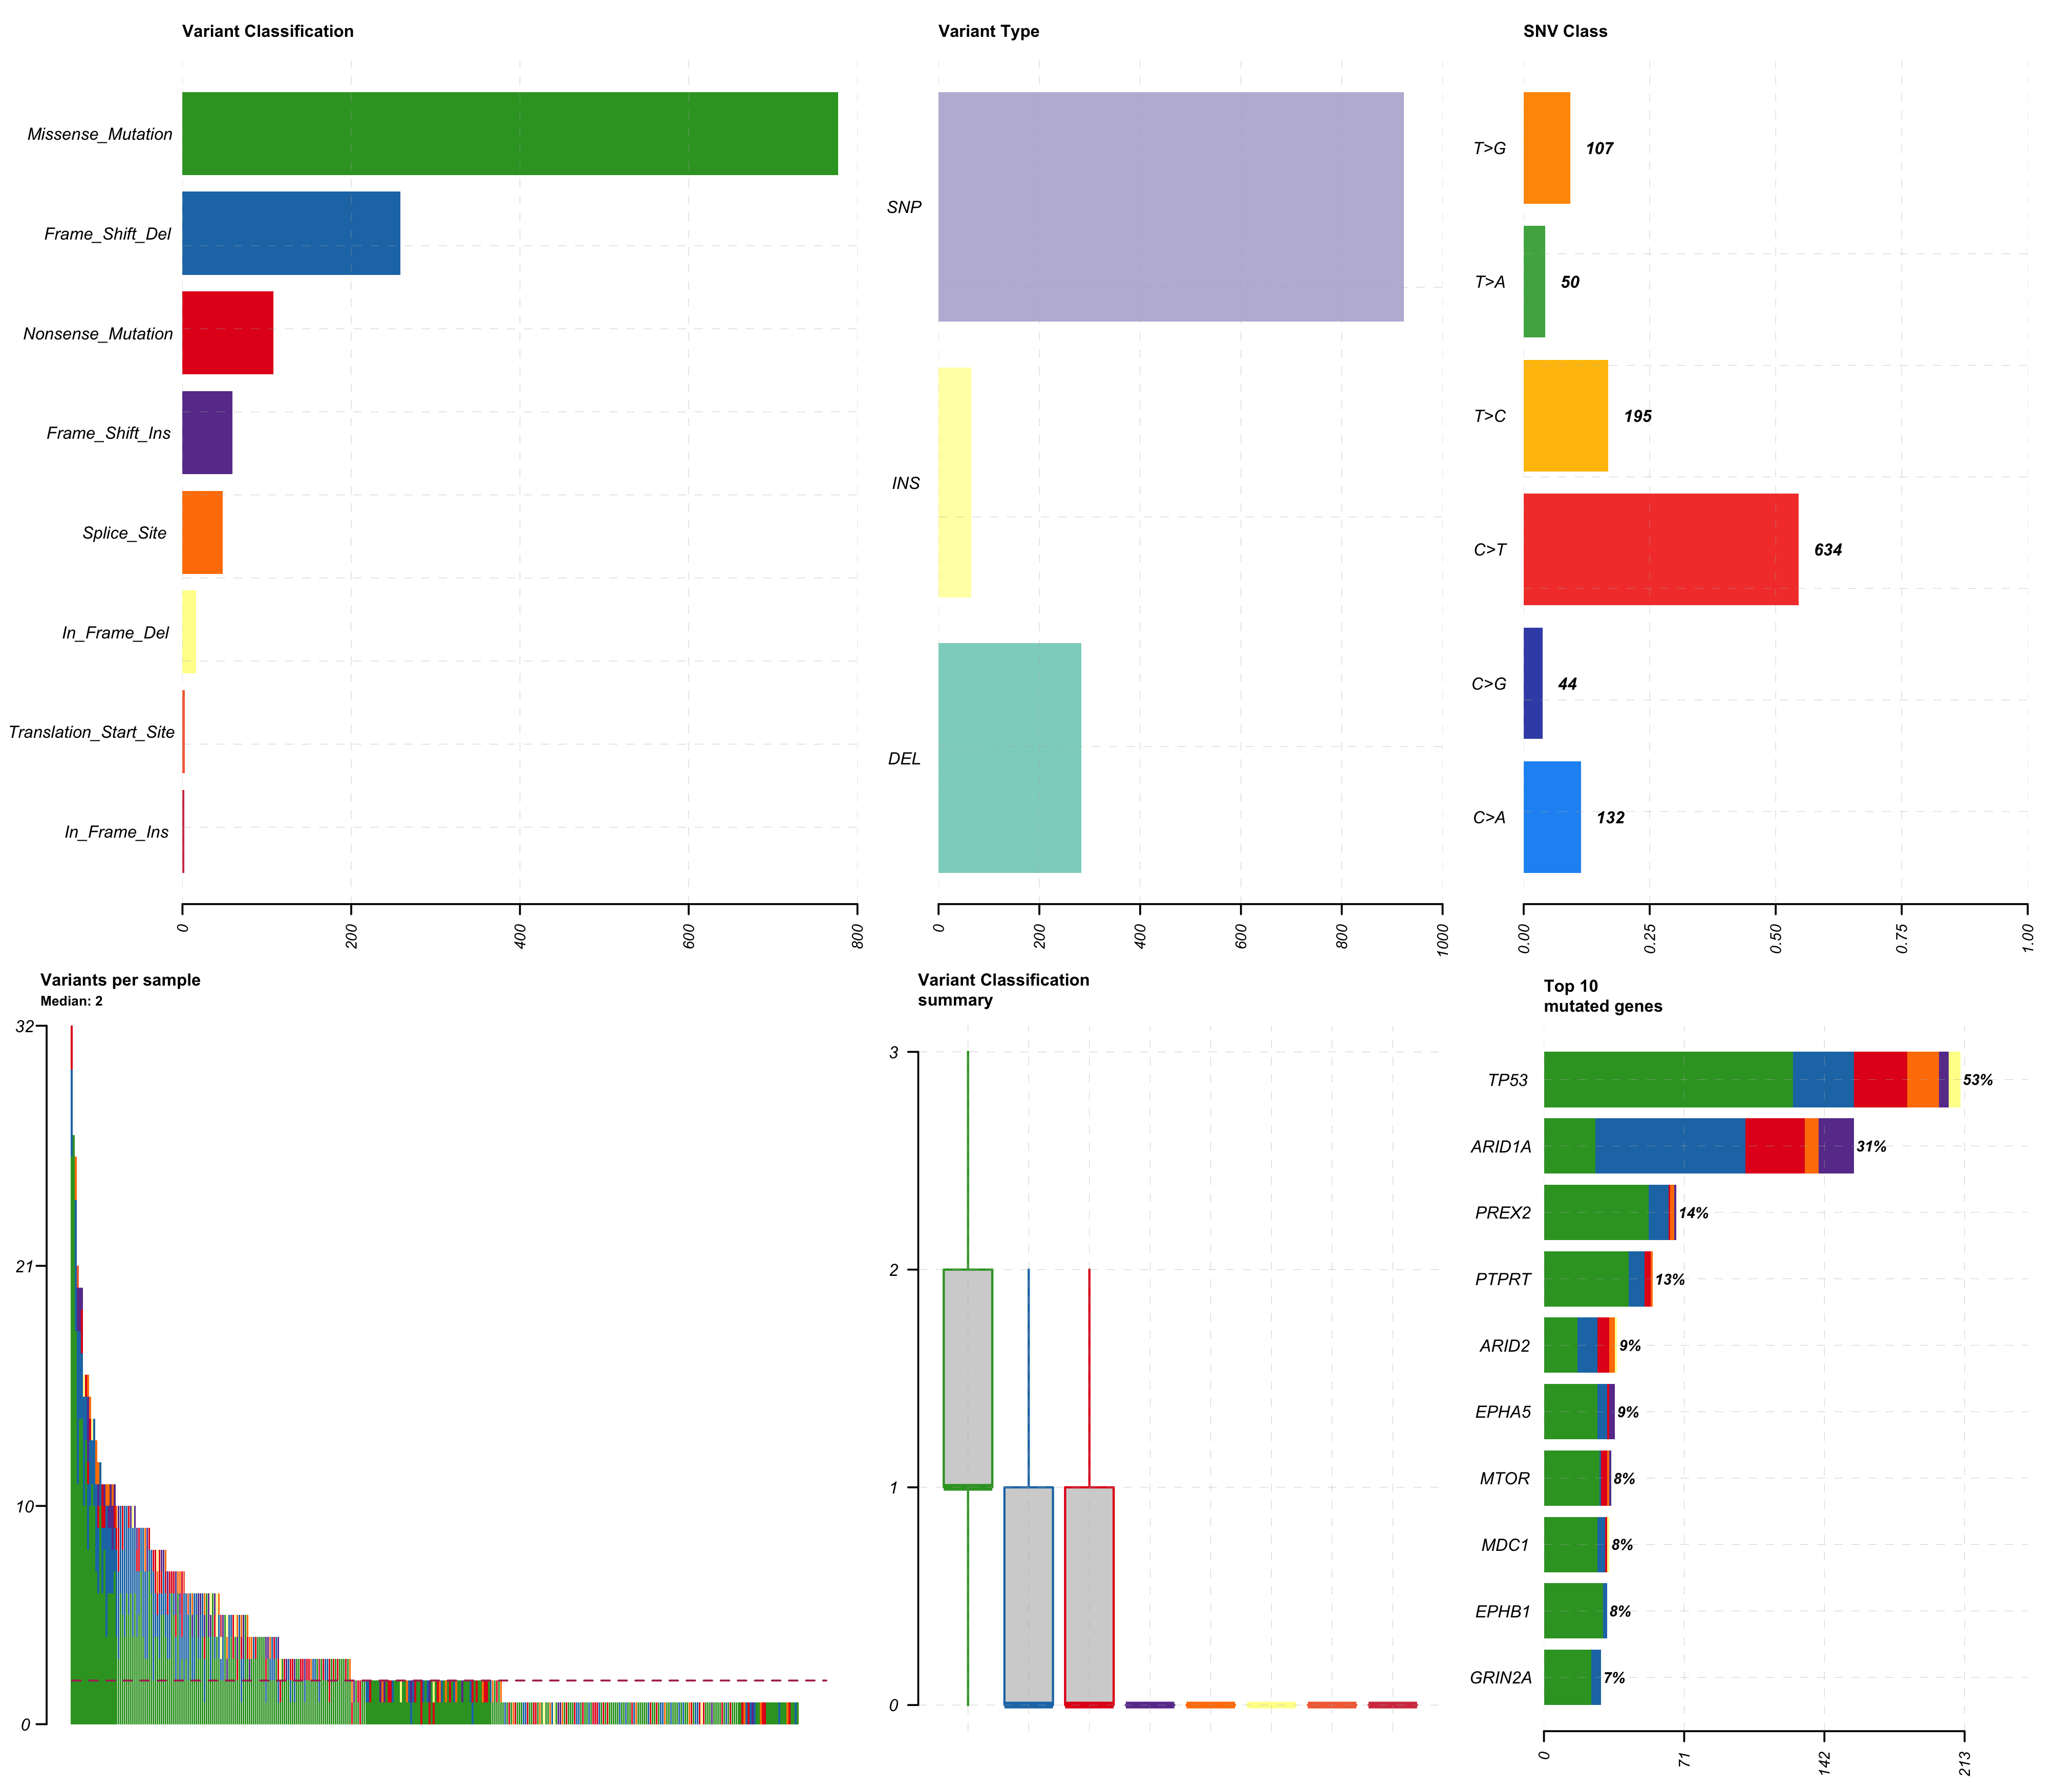 Variant Classification
Missense_Mutation
Frame_Shift_Del
Nonsense_Mutation
Frame_Shift_Ins
Splice_Site
In_Frame_Del
Translation_Start_Site
In_Frame_Ins
0
200
400
600
800
Variant Type
SNP
INS
DEL
0
200
400
600
800
1000
SNV Class
T>G
107
T>A
50
T>C
195
C>T
634
C>G
44
C>A
132
0.00
0.25
0.50
0.75
1.00
Variants per sample
Median: 2
32
21
10
0
Variant Classification
summary
3
2
1
0
Top 10
mutated genes
TP53
53%
ARID1A
31%
PREX2
14%
PTPRT
13%
ARID2
9%
EPHA5
9%
MTOR
8%
MDC1
8%
EPHB1
8%
GRIN2A
7%
0
71
142
213